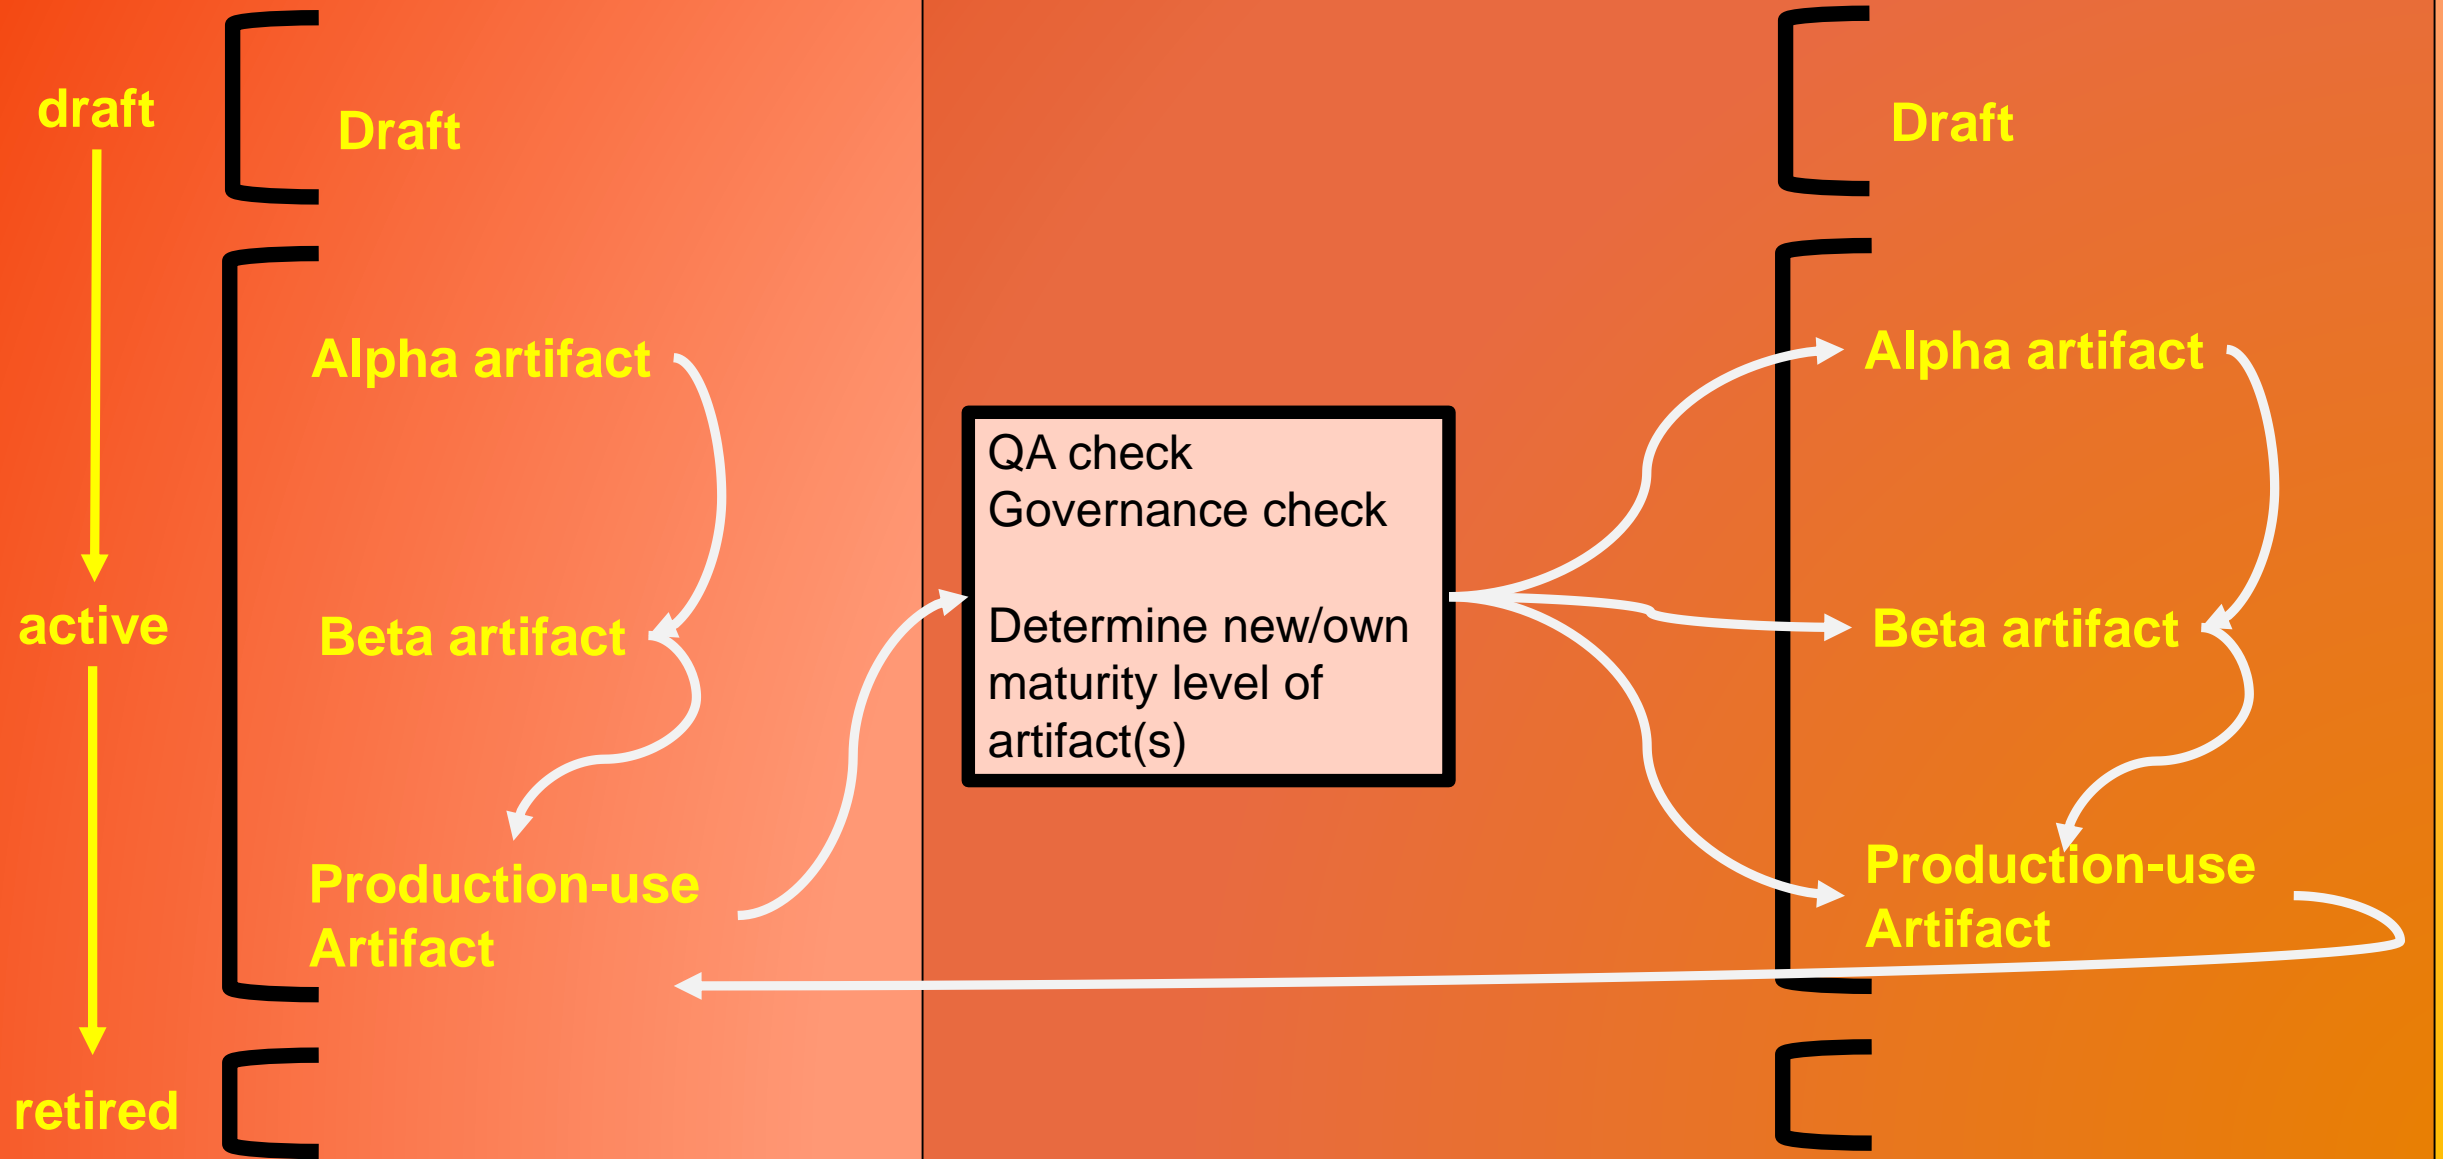 draft
active
retired
Draft
Alpha artifact
Beta artifact
Production-use
Artifact
QA check
Governance check
Determine new/own
maturity level of
artifact(s)
Draft
Alpha artifact
Beta artifact
Production-use
Artifact